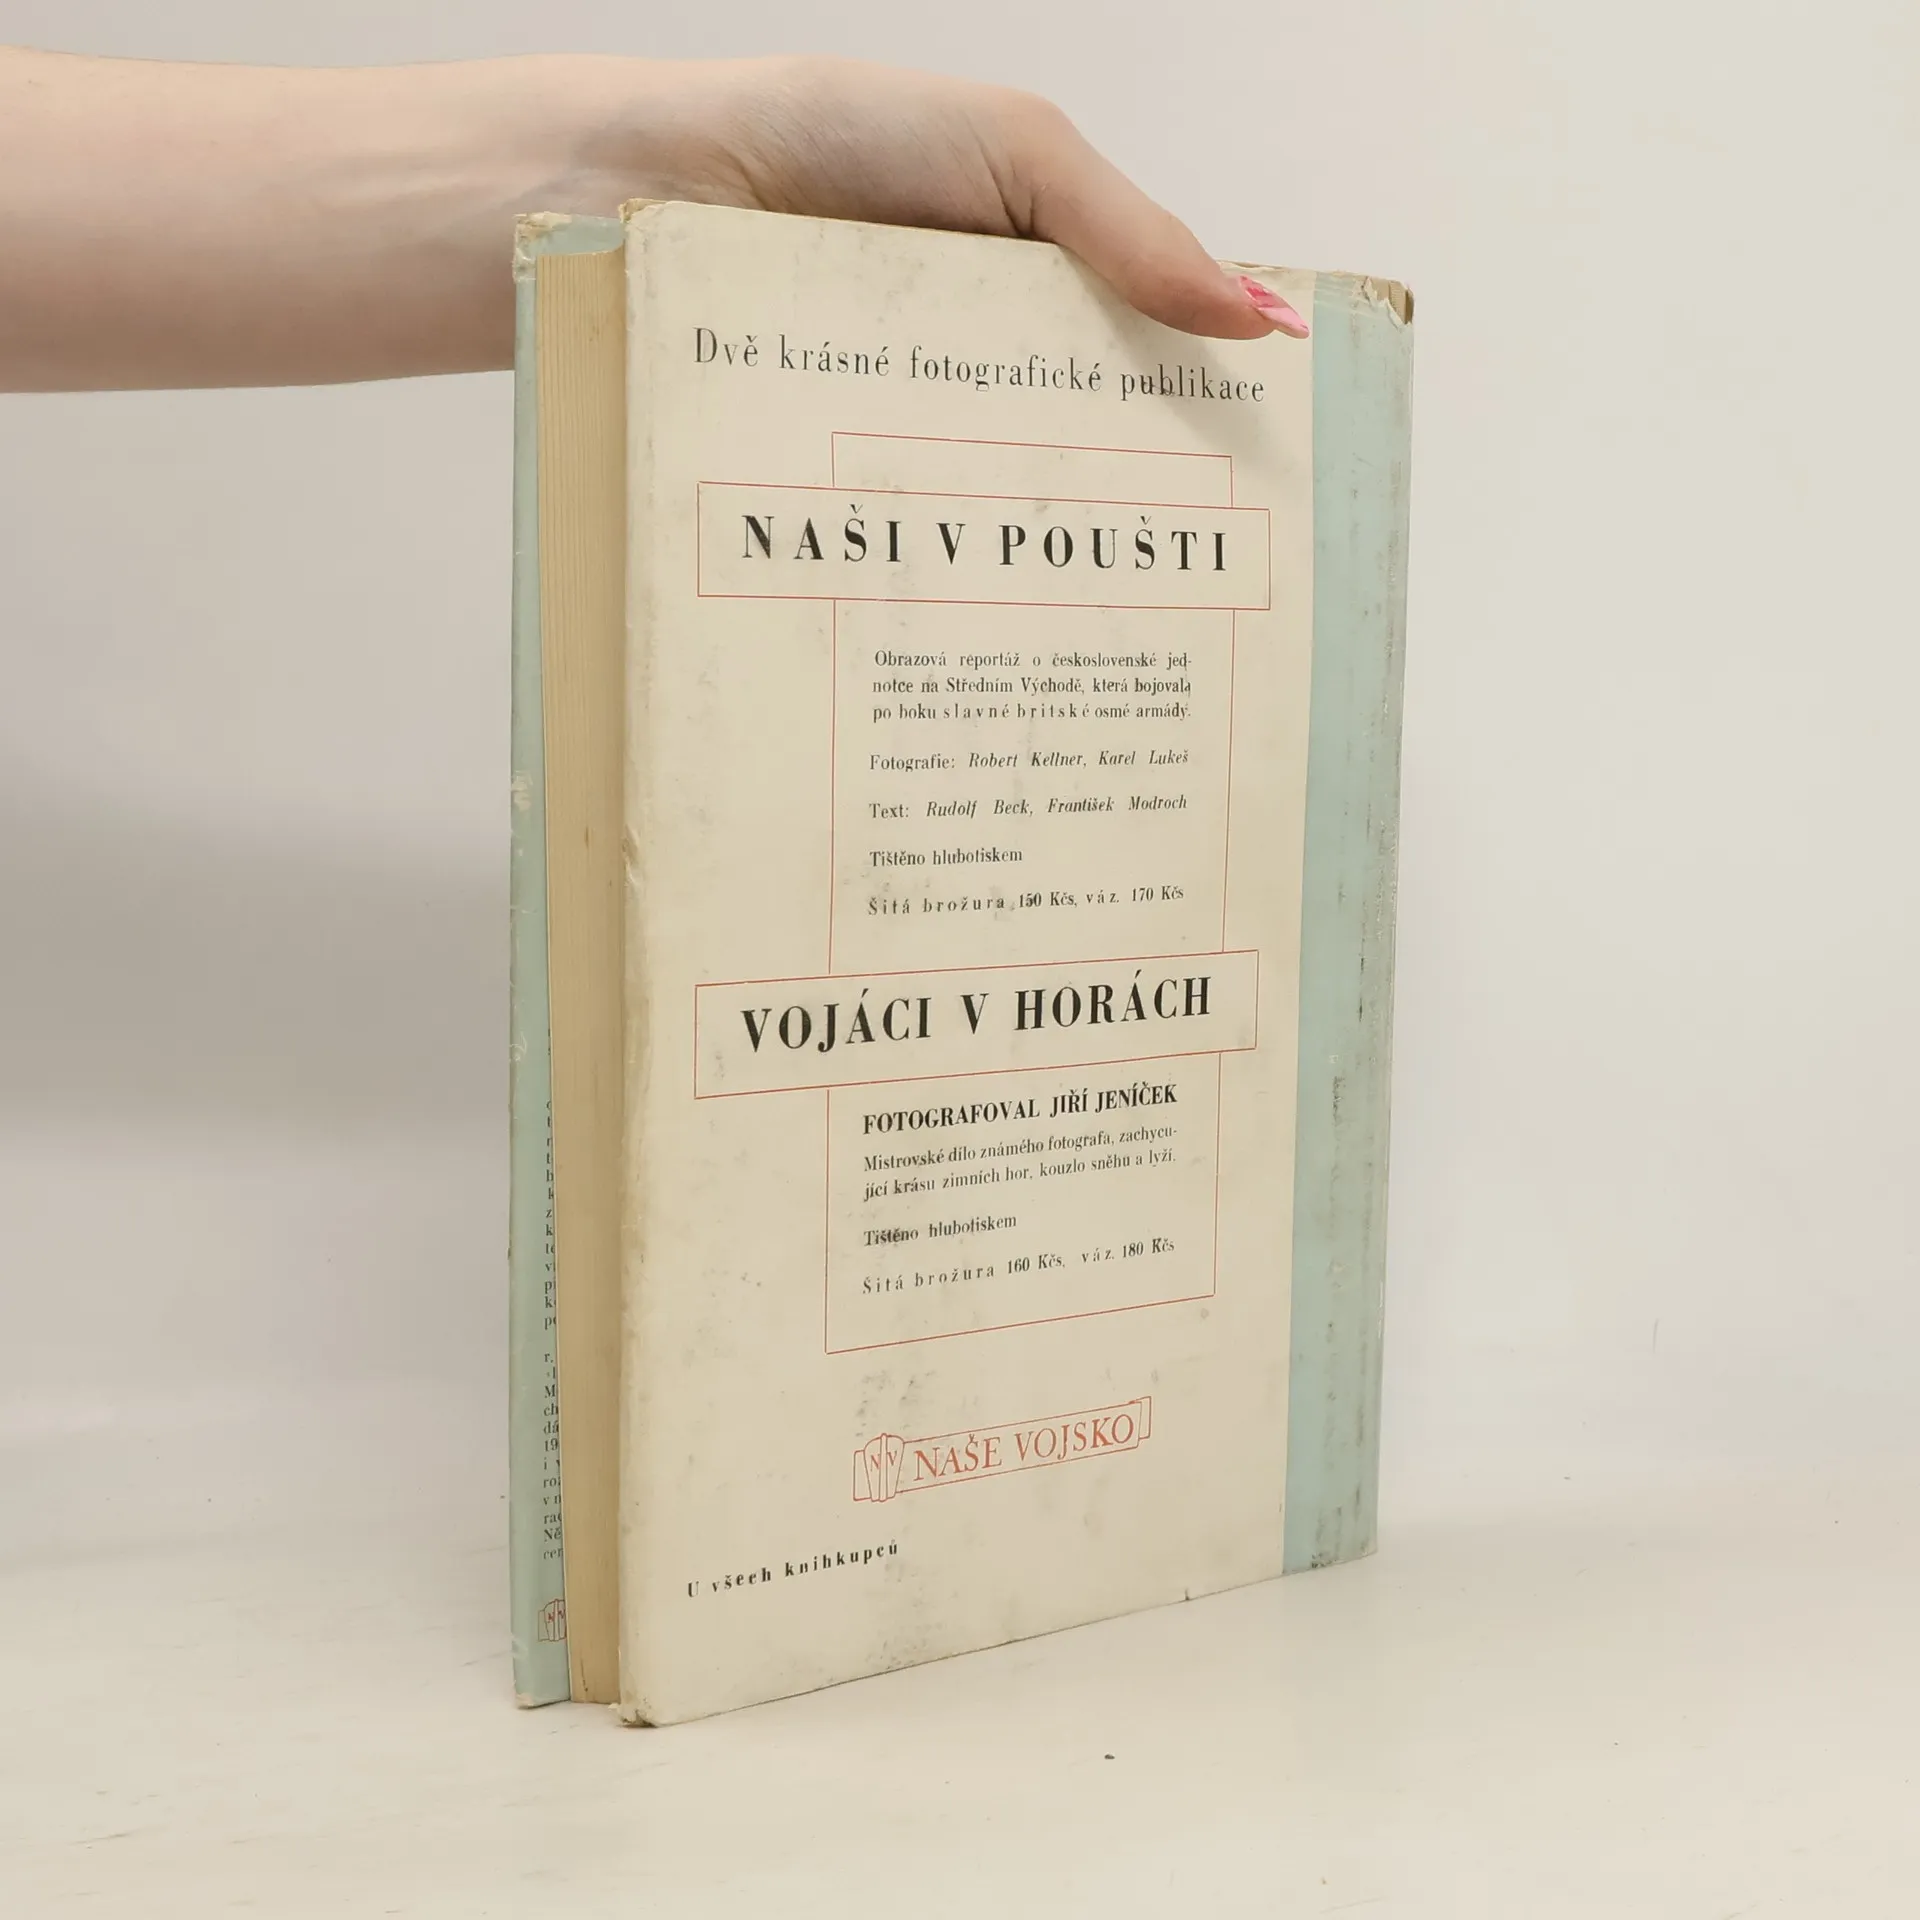 Dvě krásné fotografické publikace
NAŠI V POUŠTI
Obrazová reportáž o československé jed-
notce na Středním Východě, která bojovala
po boku slavné britské osmé armády.
Fotografie: Robert Kellner, Karel Lukeš
Text: Rudolf Beck, František Modroch
Tištěno hlubotiskem
Šitá brožura 150 Kčs, váz. 170 Kčs
VOJÁCI V HORÁCH
FOTOGRAFOVAL JIŘÍ JENÍČEK
Mistrovské dílo známého fotografa, zachycu-
jící krásu zimních hor, kouzlo sněhu a lyží.
Tištěno hlubotiskem
Šitá brožura 160 Kčs, váz. 180 Kčs
NV NAŠE VOJSKO
U všech knihkupců